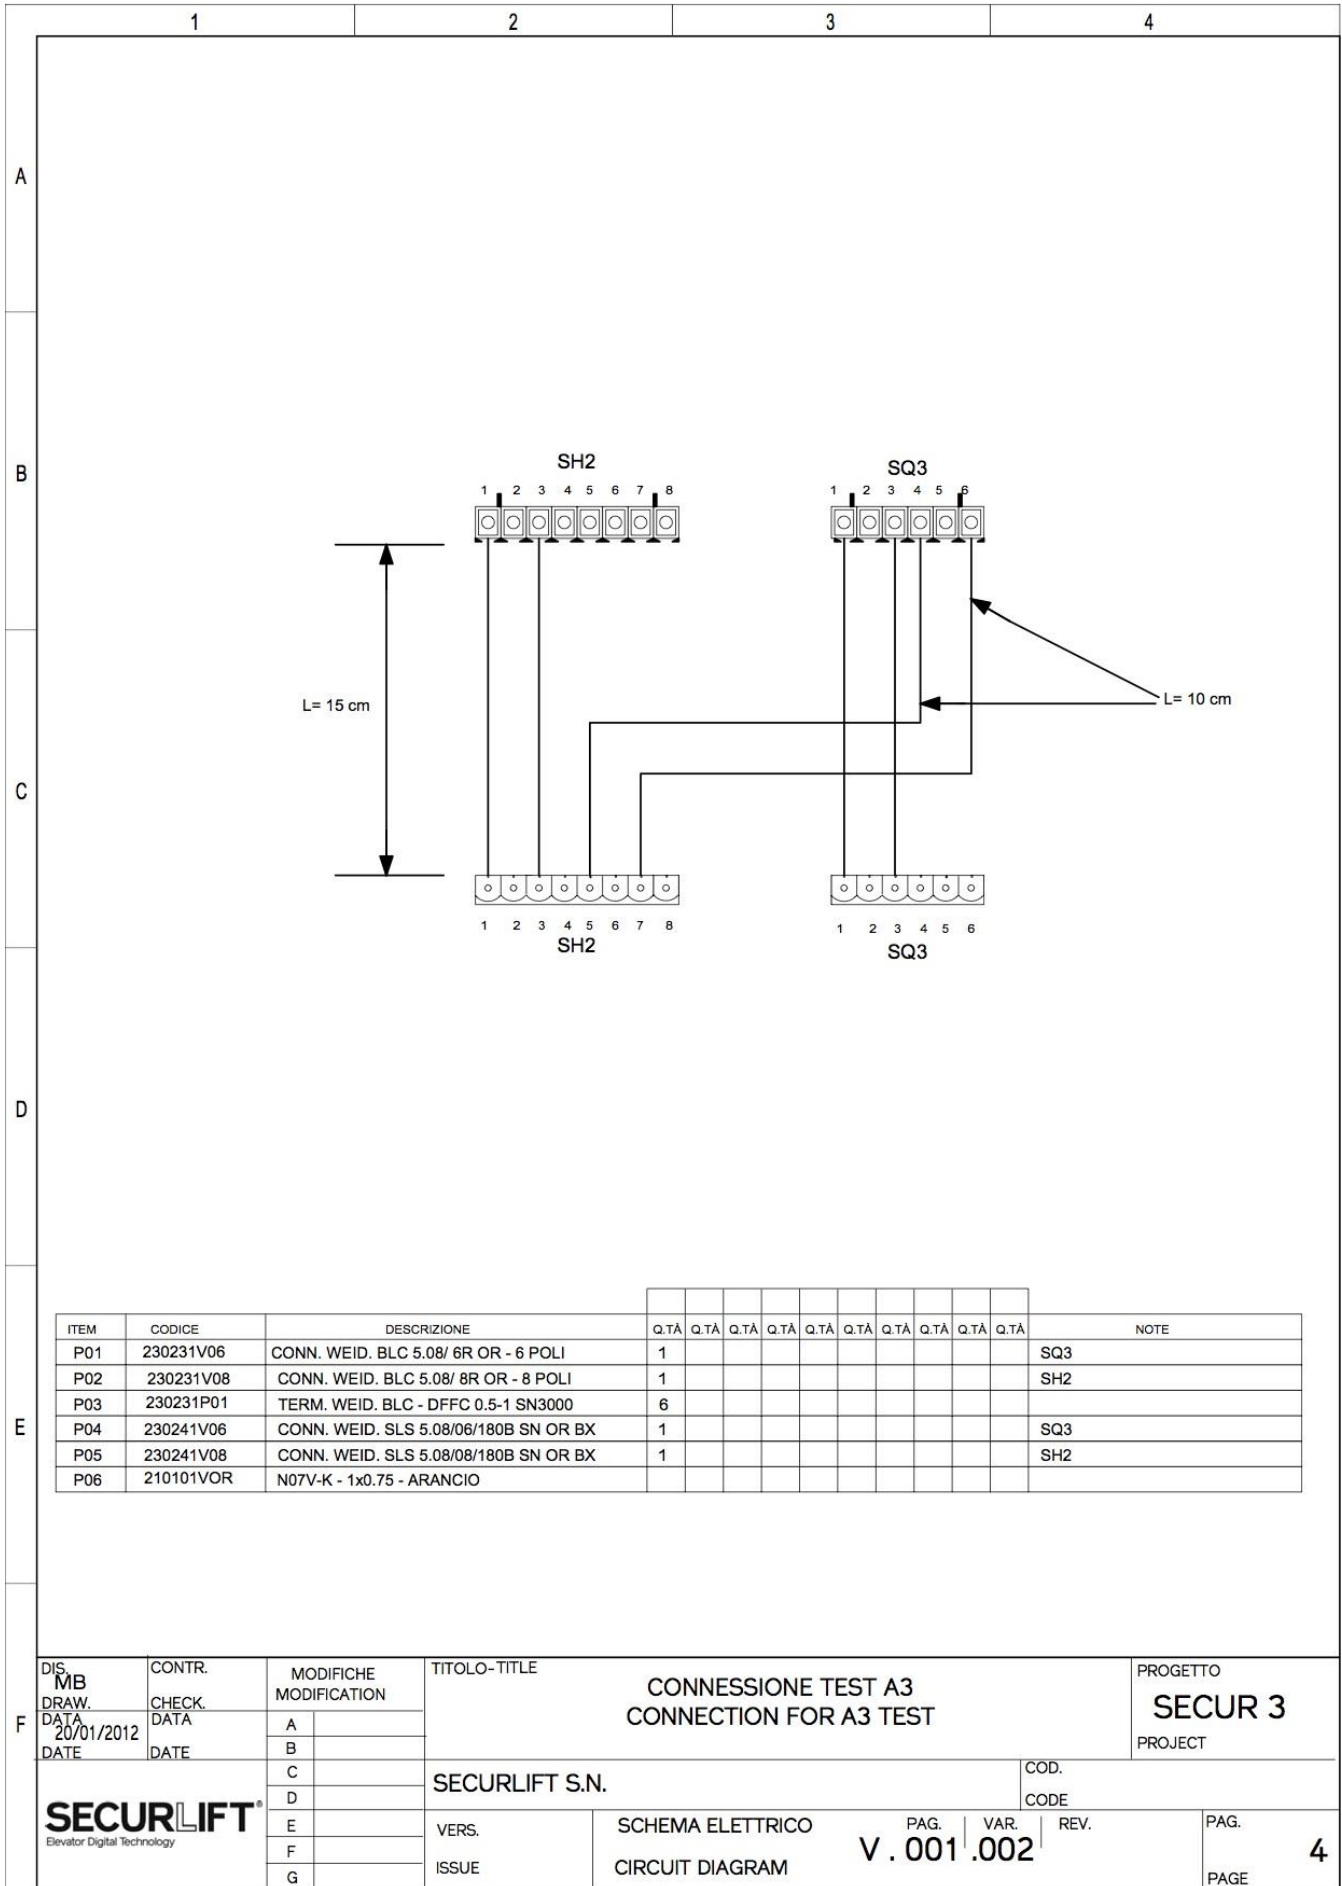 1 2 3 4
A
B
C
D
E
F
SH2
1 2 3 4 5 6 7 8
SQ3
1 2 3 4 5 6
L= 15 cm
L= 10 cm
1 2 3 4 5 6 7 8
SH2
1 2 3 4 5 6
SQ3
ITEM CODICE DESCRIZIONE Q.TÀ Q.TÀ Q.TÀ Q.TÀ Q.TÀ Q.TÀ Q.TÀ Q.TÀ Q.TÀ Q.TÀ NOTE
P01 230231V06 CONN. WEID. BLC 5.08/ 6R OR - 6 POLI 1 SQ3
P02 230231V08 CONN. WEID. BLC 5.08/ 8R OR - 8 POLI 1 SH2
P03 230231P01 TERM. WEID. BLC - DFFC 0.5-1 SN3000 6
P04 230241V06 CONN. WEID. SLS 5.08/06/180B SN OR BX 1 SQ3
P05 230241V08 CONN. WEID. SLS 5.08/08/180B SN OR BX 1 SH2
P06 210101VOR N07V-K - 1x0.75 - ARANCIO
DIS.
MB
DRAW.
CONTR.
CHECK.
DATA
20/01/2012
DATE
DATA
DATE
MODIFICHE
MODIFICATION
A
B
C
D
E
F
G
TITOLO-TITLE
CONNESSIONE TEST A3
CONNECTION FOR A3 TEST
PROGETTO
SECUR 3
PROJECT
SECURLIFT®
Elevator Digital Technology
SECURLIFT S.N.
COD.
CODE
VERS.
ISSUE
SCHEMA ELETTRICO
CIRCUIT DIAGRAM
PAG. VAR. REV.
V . 001 .002
PAG.
4
PAGE